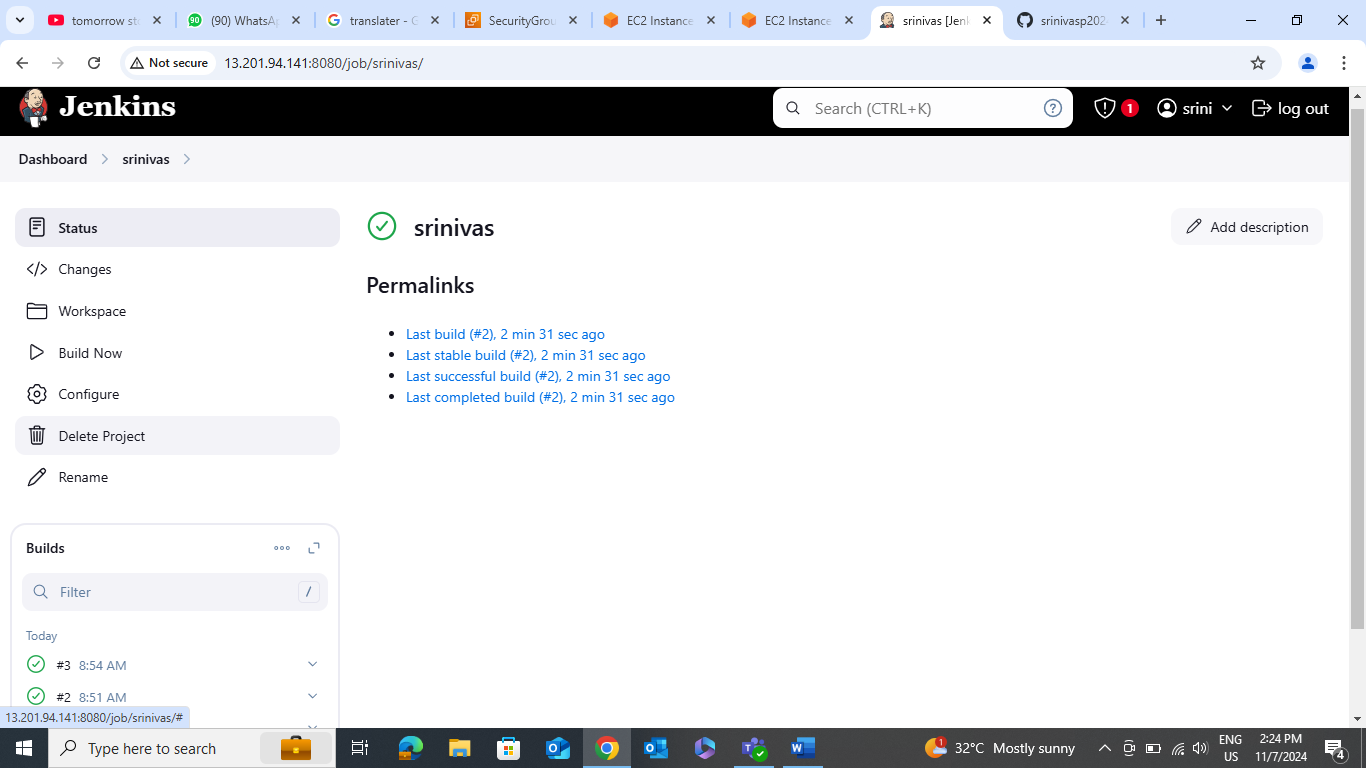 tomorrow st
(90) WhatsAp
translater - G
SecurityGrou
EC2 Instance
EC2 Instance
srinivas [Jenk
srinivasp202
Not secure
13.201.94.141:8080/job/srinivas/
Jenkins
Search (CTRL+K)
1
srini
log out
Dashboard
srinivas
Status
Changes
Workspace
Build Now
Configure
Delete Project
Rename
srinivas
Add description
Permalinks
Last build (#2), 2 min 31 sec ago
Last stable build (#2), 2 min 31 sec ago
Last successful build (#2), 2 min 31 sec ago
Last completed build (#2), 2 min 31 sec ago
Builds
Filter
/
Today
#3 8:54 AM
#2 8:51 AM
13.201.94.141:8080/job/srinivas/#
Type here to search
32°C Mostly sunny
ENG
US
2:24 PM
11/7/2024
4